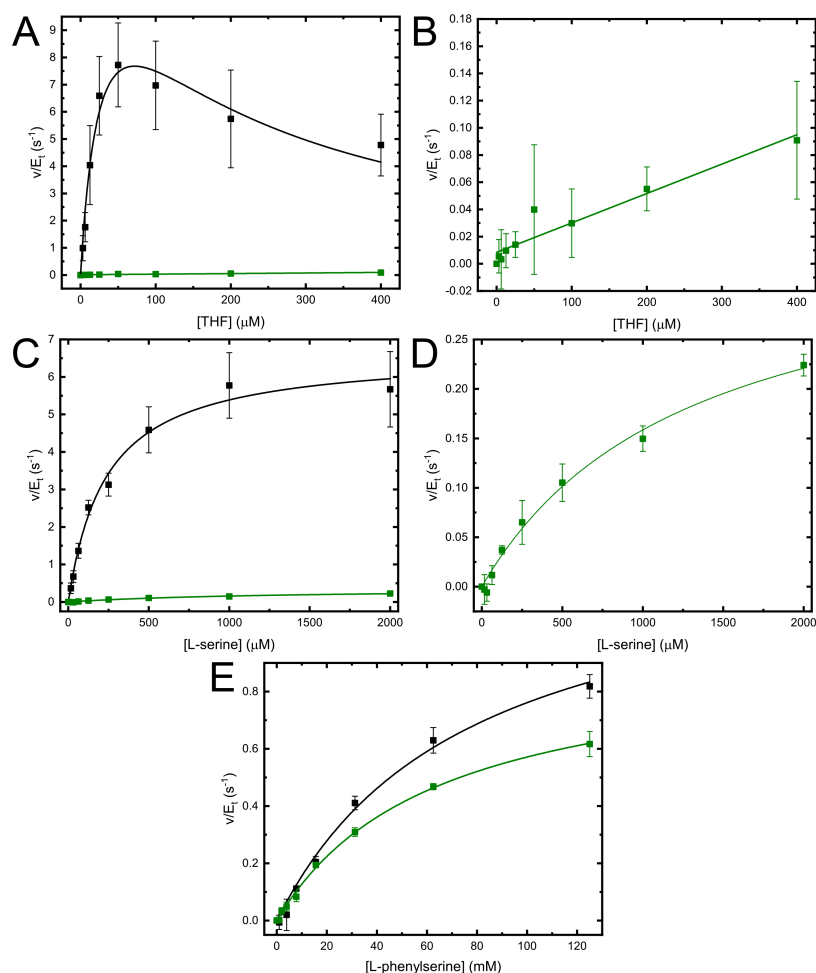 A
v/Eₜ (s⁻¹)
9
8
7
6
5
4
3
2
1
0
0 100 200 300 400
[THF] (μM)
B
v/Eₜ (s⁻¹)
0.18
0.16
0.14
0.12
0.10
0.08
0.06
0.04
0.02
0.00
-0.02
0 100 200 300 400
[THF] (μM)
C
v/Eₜ (s⁻¹)
7
6
5
4
3
2
1
0
0 500 1000 1500 2000
[L-serine] (μM)
D
v/Eₜ (s⁻¹)
0.25
0.20
0.15
0.10
0.05
0.00
0 500 1000 1500 2000
[L-serine] (μM)
E
v/Eₜ (s⁻¹)
0.8
0.6
0.4
0.2
0.0
0 20 40 60 80 100 120
[L-phenylserine] (mM)